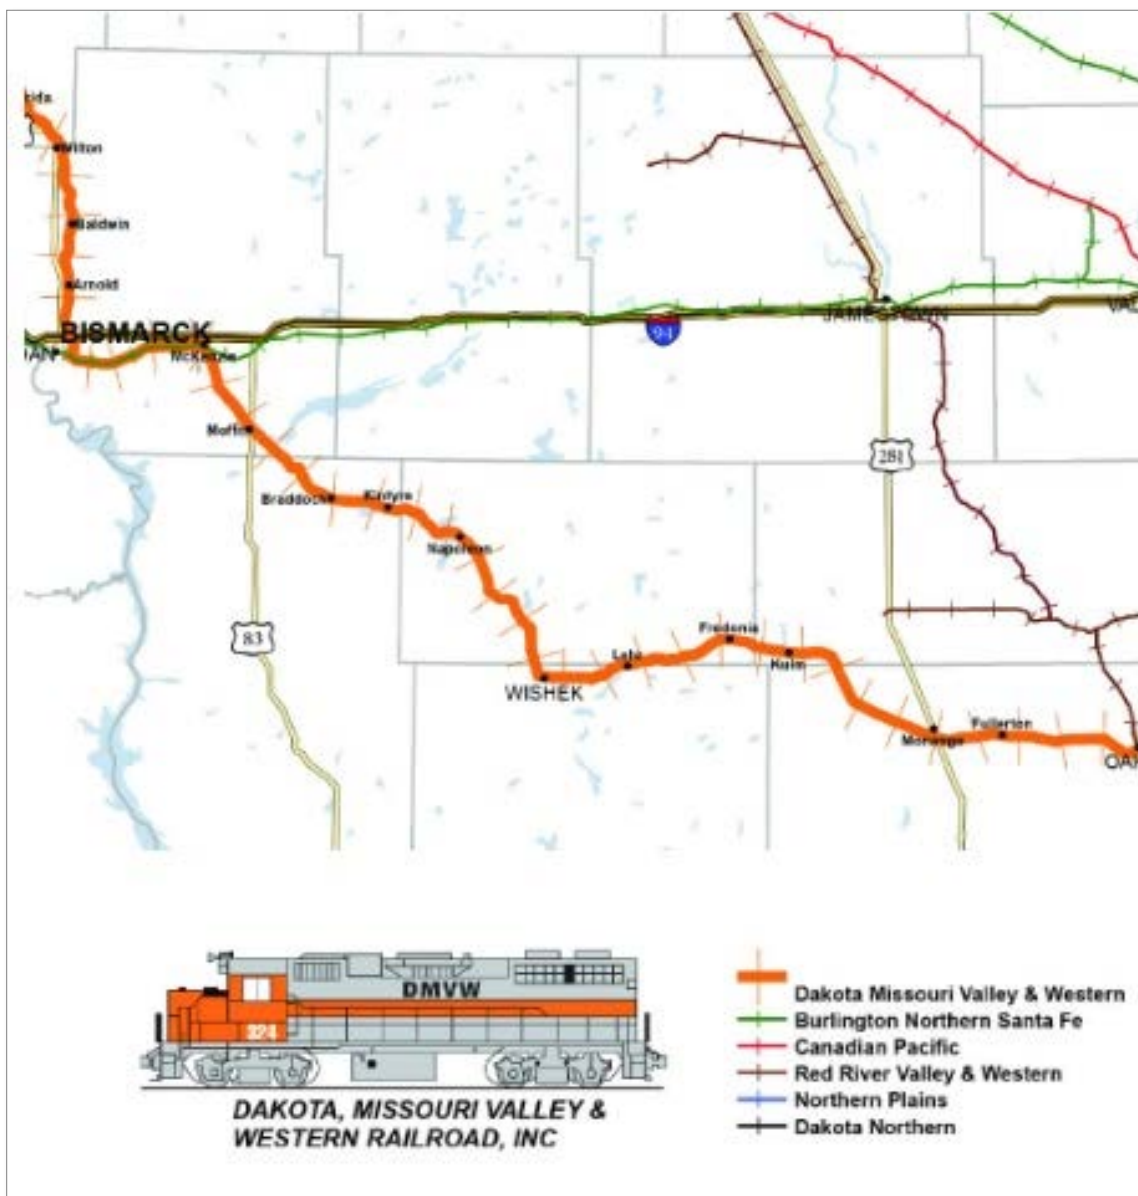 Wilton
Baldwin
Arnold
BISMARCK
McKenzie
94
JAMESTOWN
Moffit
281
Braddock
Kintyre
Napoleon
83
Fredonia
Lehr
Kulm
WISHEK
Fullerton
Monango
DMVW
324
DAKOTA, MISSOURI VALLEY &
WESTERN RAILROAD, INC
Dakota Missouri Valley & Western
Burlington Northern Santa Fe
Canadian Pacific
Red River Valley & Western
Northern Plains
Dakota Northern